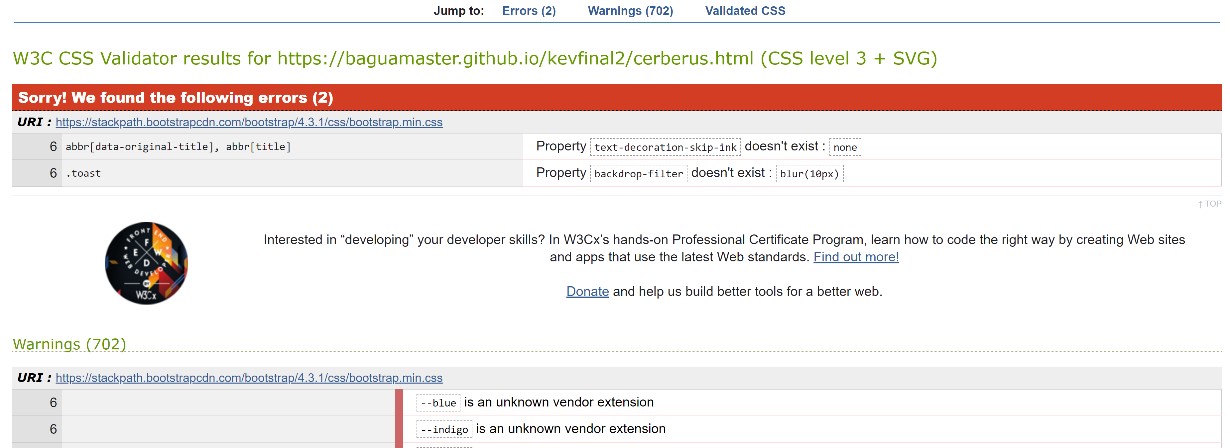 Jump to: Errors (2) Warnings (702) Validated CSS
W3C CSS Validator results for https://baguamaster.github.io/kevfinal2/cerberus.html (CSS level 3 + SVG)
Sorry! We found the following errors (2)
URI : https://stackpath.bootstrapcdn.com/bootstrap/4.3.1/css/bootstrap.min.css
6 abbr[data-original-title], abbr[title] Property text-decoration-skip-ink doesn't exist : none
6 .toast Property backdrop-filter doesn't exist : blur(10px)
↑ TOP
FRONT END WEB DEVELOPER
F E W D
W3Cx
Interested in “developing” your developer skills? In W3Cx's hands-on Professional Certificate Program, learn how to code the right way by creating Web sites
and apps that use the latest Web standards. Find out more!
Donate and help us build better tools for a better web.
Warnings (702)
URI : https://stackpath.bootstrapcdn.com/bootstrap/4.3.1/css/bootstrap.min.css
6 --blue is an unknown vendor extension
6 --indigo is an unknown vendor extension